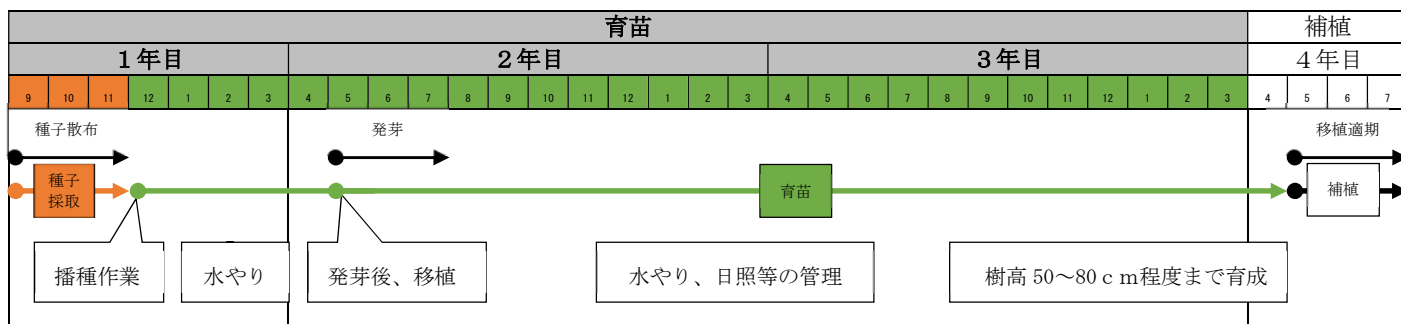 育苗 補植
1年目 2年目 3年目 4年目
9 10 11 12 1 2 3 4 5 6 7 8 9 10 11 12 1 2 3 4 5 6 7 8 9 10 11 12 1 2 3 4 5 6 7
種子散布 発芽 移植適期
種子
採取
育苗 補植
播種作業 水やり 発芽後、移植 水やり、日照等の管理 樹高 50～80ｃｍ程度まで育成